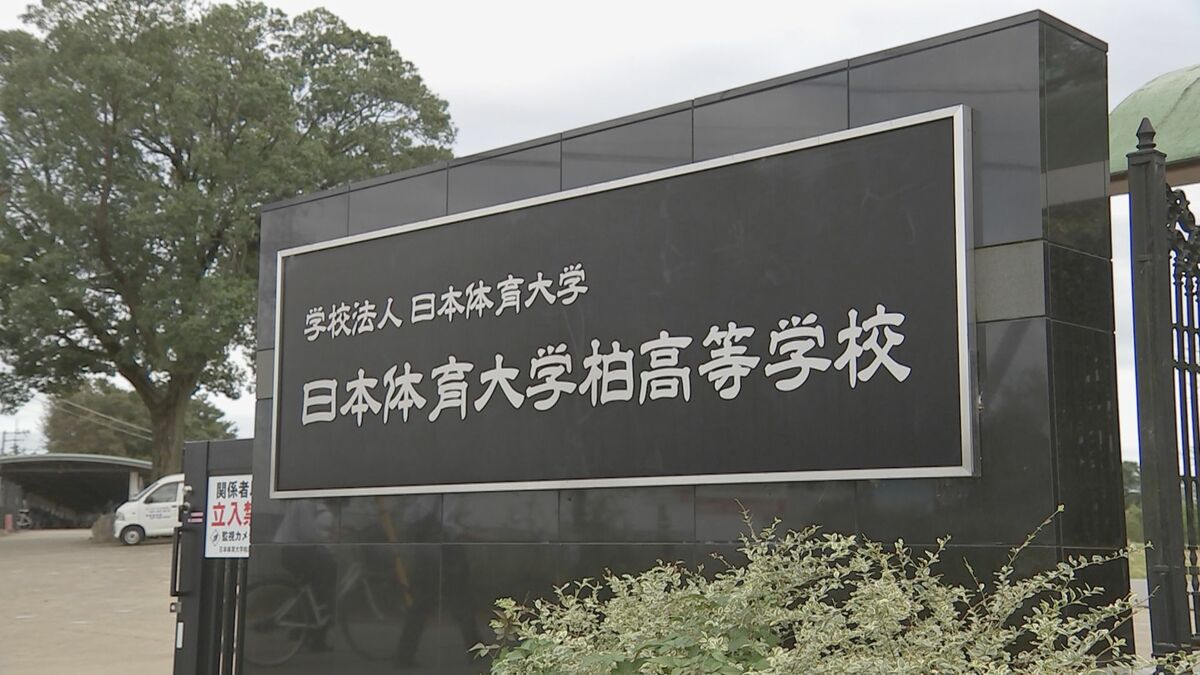 学校法人 日本体育大学
日本体育大学柏高等学校
関係者
立入禁
監視カメ